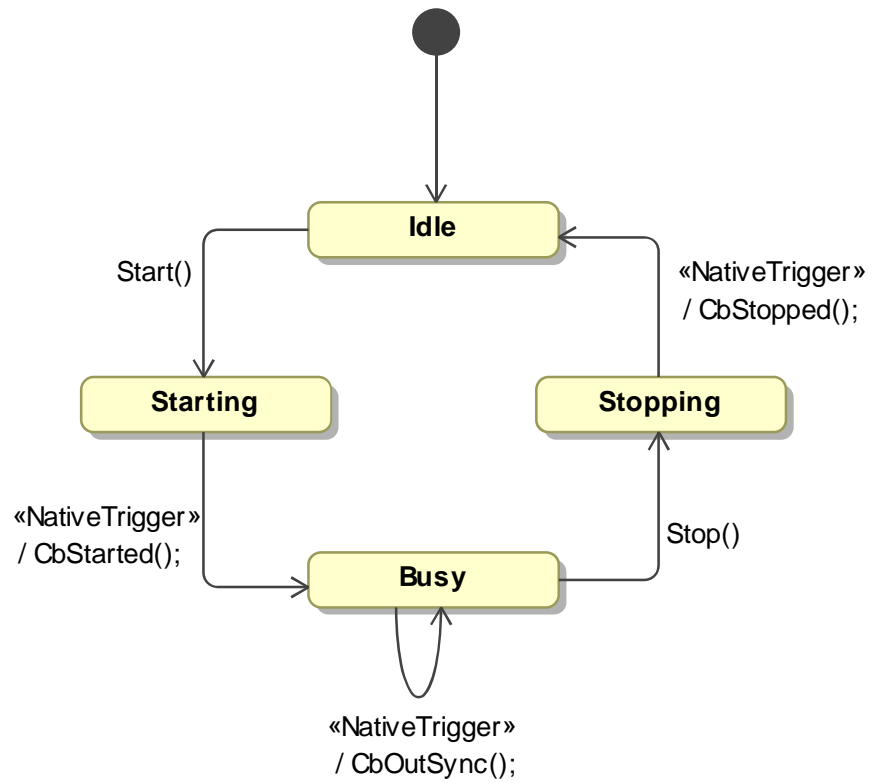 Idle
Start()
«NativeTrigger»
/ CbStopped();
Starting
Stopping
«NativeTrigger»
/ CbStarted();
Stop()
Busy
«NativeTrigger»
/ CbOutSync();